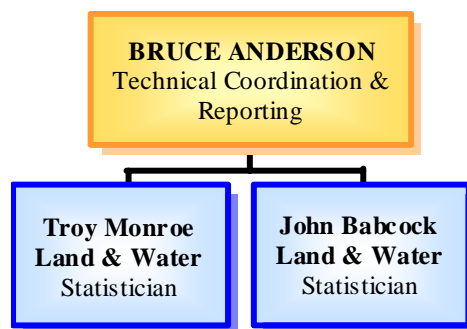 BRUCE ANDERSON
Technical Coordination &
Reporting
Troy Monroe
Land & Water
Statistician
John Babcock
Land & Water
Statistician